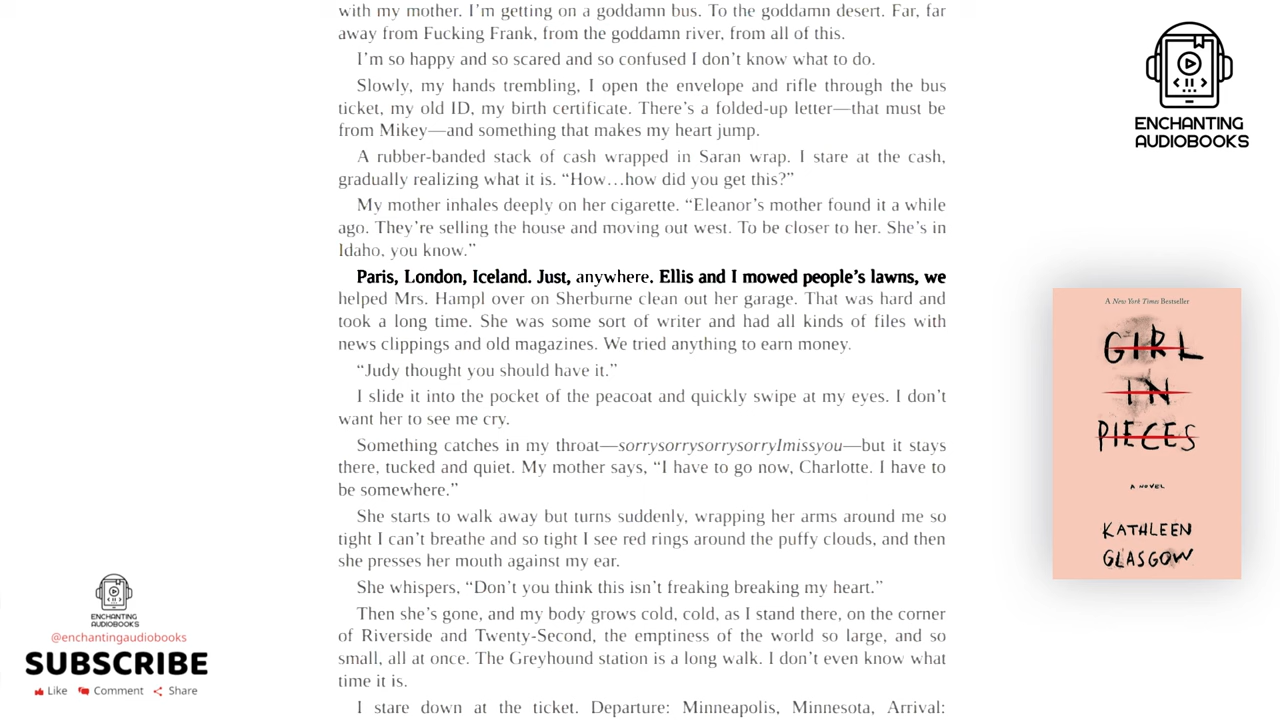 with my mother. I'm getting on a goddamn bus. To the goddamn desert. Far, far
away from Fucking Frank, from the goddamn river, from all of this.
I'm so happy and so scared and so confused I don't know what to do.
Slowly, my hands trembling, I open the envelope and rifle through the bus
ticket, my old ID, my birth certificate. There's a folded-up letter—that must be
from Mikey—and something that makes my heart jump.
A rubber-banded stack of cash wrapped in Saran wrap. I stare at the cash,
gradually realizing what it is. “How…how did you get this?”
My mother inhales deeply on her cigarette. “Eleanor's mother found it a while
ago. They're selling the house and moving out west. To be closer to her. She's in
Idaho, you know.”
Paris, London, Iceland. Just, anywhere. Ellis and I mowed people's lawns, we
helped Mrs. Hampl over on Sherburne clean out her garage. That was hard and
took a long time. She was some sort of writer and had all kinds of files with
news clippings and old magazines. We tried anything to earn money.
“Judy thought you should have it.”
I slide it into the pocket of the peacoat and quickly swipe at my eyes. I don't
want her to see me cry.
Something catches in my throat—sorrysorrysorrysorryImissyou—but it stays
there, tucked and quiet. My mother says, “I have to go now, Charlotte. I have to
be somewhere.”
She starts to walk away but turns suddenly, wrapping her arms around me so
tight I can't breathe and so tight I see red rings around the puffy clouds, and then
she presses her mouth against my ear.
She whispers, “Don't you think this isn't freaking breaking my heart.”
Then she's gone, and my body grows cold, cold, as I stand there, on the corner
of Riverside and Twenty-Second, the emptiness of the world so large, and so
small, all at once. The Greyhound station is a long walk. I don't even know what
time it is.
I stare down at the ticket. Departure: Minneapolis, Minnesota, Arrival:
ENCHANTING
AUDIOBOOKS
A New York Times Bestseller
GIRL
IN
PIECES
A NOVEL
KATHLEEN
GLASGOW
ENCHANTING
AUDIOBOOKS
@enchantingaudiobooks
SUBSCRIBE
Like Comment Share